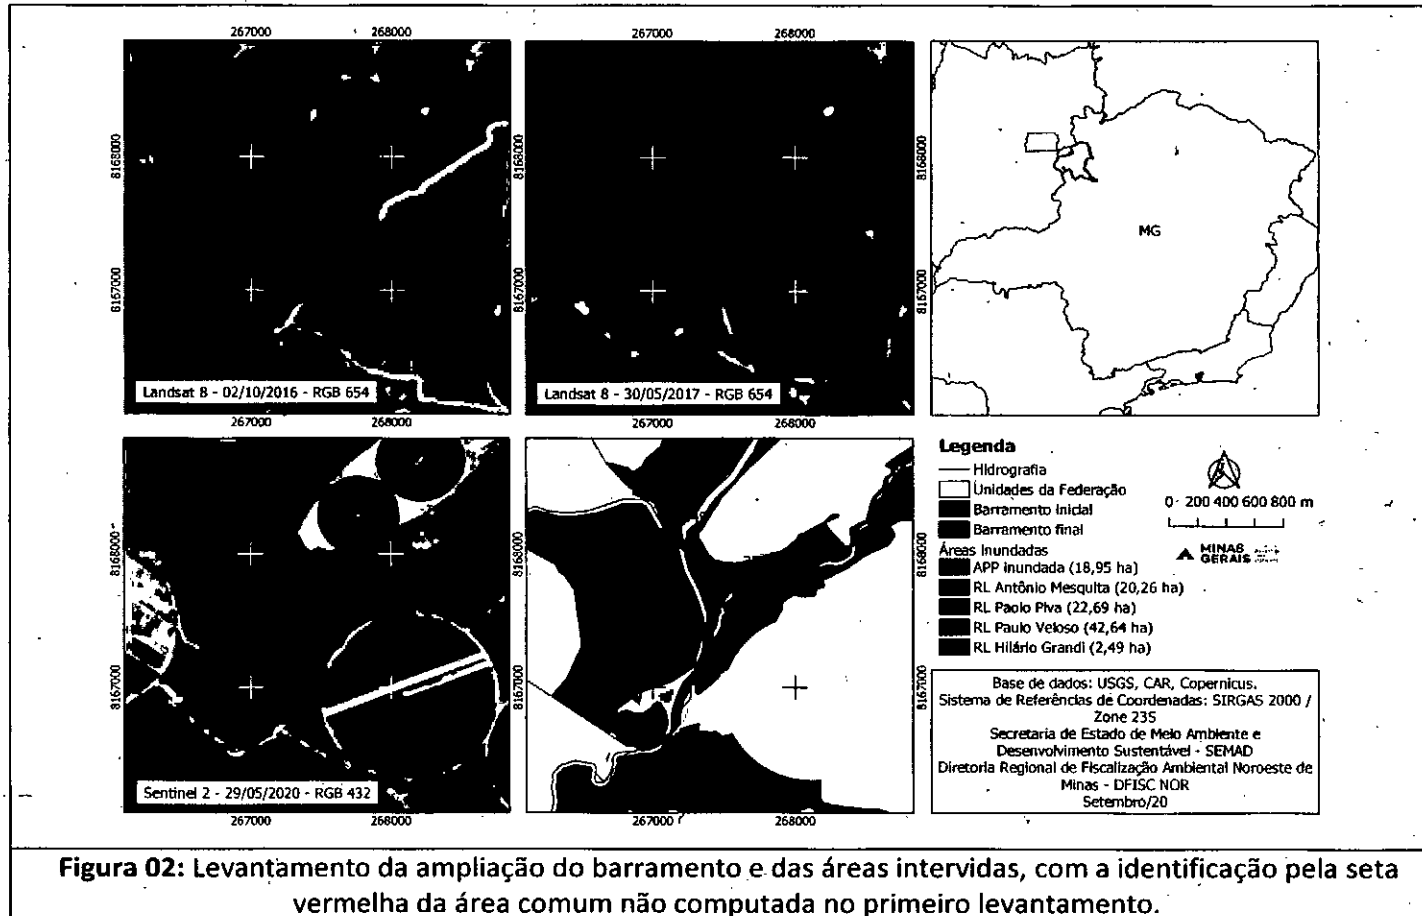 267000 268000
267000 268000
8168000
8168000
8168000
8167000
8167000
8167000
MG
Landsat 8 - 02/10/2016 - RGB 654
Landsat 8 - 30/05/2017 - RGB 654
267000 268000
267000 268000
8168000
8168000
8167000
8167000
Sentinel 2 - 29/05/2020 - RGB 432
267000 268000
267000 268000
Legenda
Hidrografia
Unidades da Federação
Barramento Inicial
Barramento final
Áreas Inundadas
APP inundada (18,95 ha)
RL Antônio Mesquita (20,26 ha)
RL Paolo Piva (22,69 ha)
RL Paulo Veloso (42,64 ha)
RL Hilário Grandi (2,49 ha)
0 200 400 600 800 m
MINAS
GERAIS
Base de dados: USGS, CAR, Copernicus.
Sistema de Referências de Coordenadas: SIRGAS 2000 /
Zone 23S
Secretaria de Estado de Meio Ambiente e
Desenvolvimento Sustentável - SEMAD
Diretoria Regional de Fiscalização Ambiental Noroeste de
Minas - DFISC NOR
Setembro/20
Figura 02: Levantamento da ampliação do barramento e das áreas intervidas, com a identificação pela seta
vermelha da área comum não computada no primeiro levantamento.